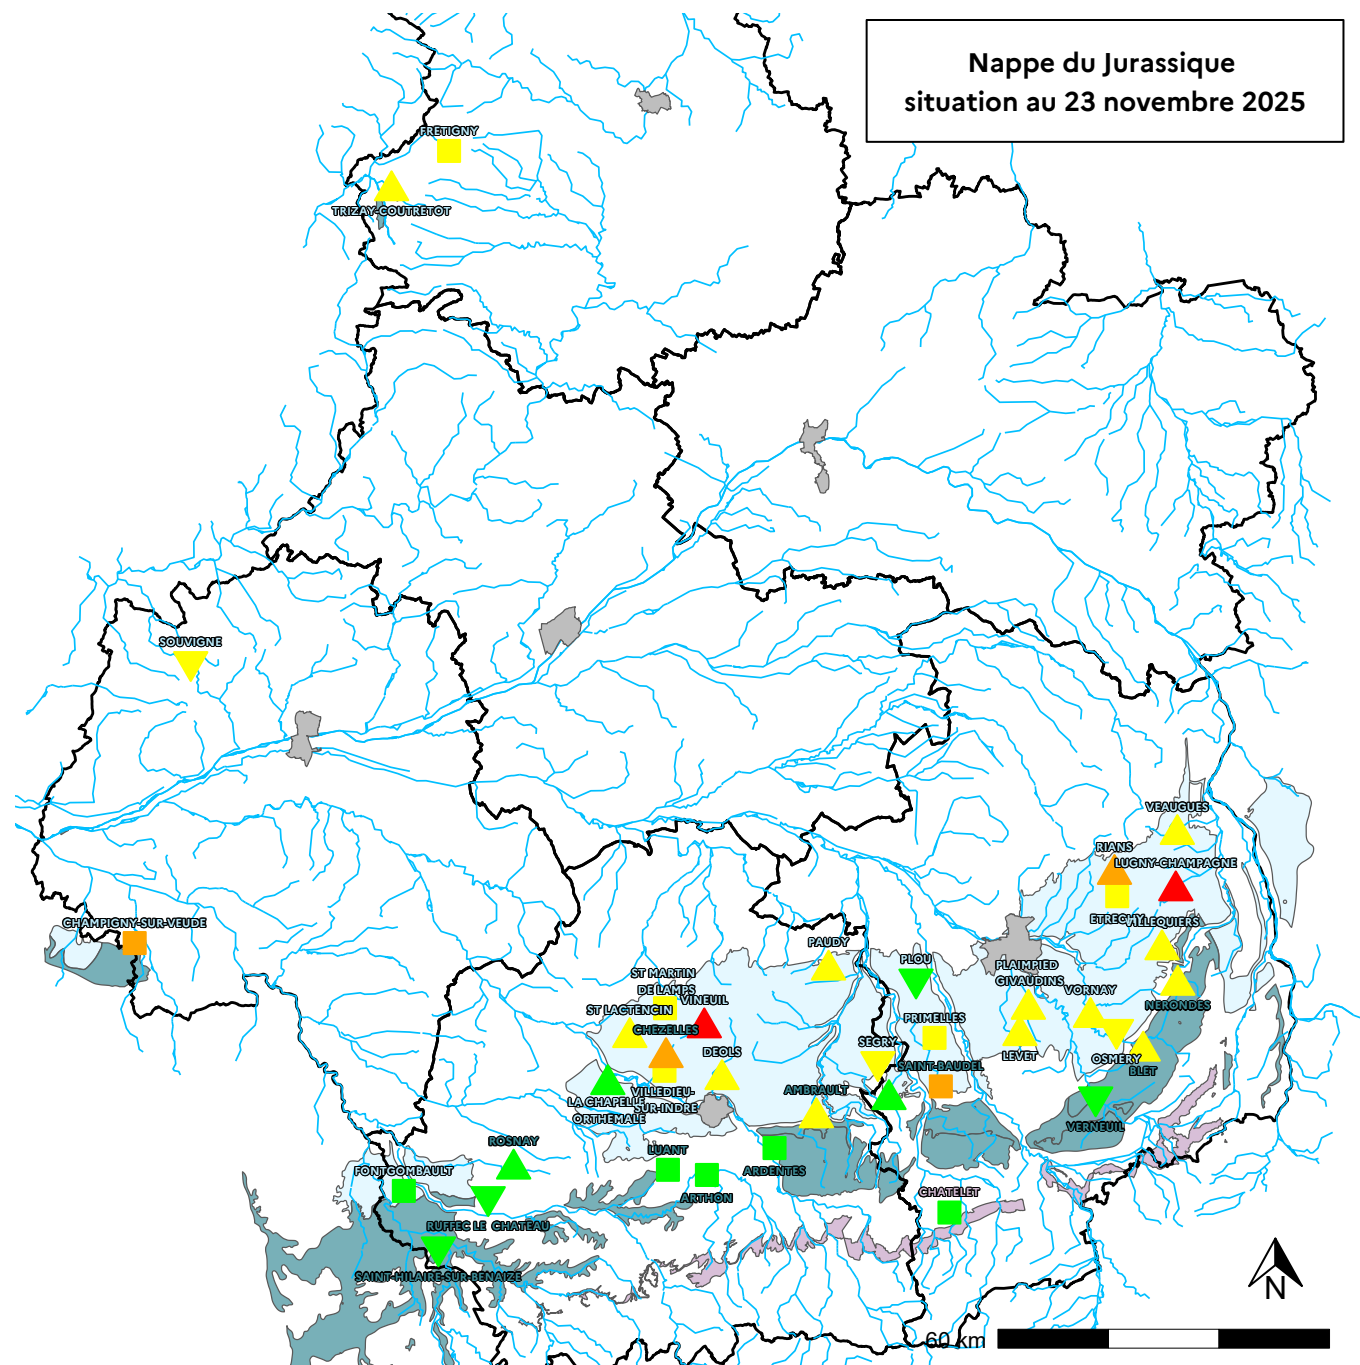 Nappe du Jurassique
situation au 23 novembre 2025
FRETIGNY
TRIZAY-COUTRETOT
SOUVIGNE
VEAUGUES
RIANS
LUGNY-CHAMPAGNE
CHAMPIGNY-SUR-VEUDE
ETRECHY
VILLEQUIERS
PAUDY
PLOU
ST MARTIN
DE LAMPS
PLAIMPIED
GIVAUDINS
VORNAY
NERONDES
VINEUIL
ST LACTENCIN
CHEZELLES
PRIMELLES
DEOLS
SEGRY
LEVET
OSMERY
BLET
SAINT-BAUDEL
AMBRAULT
VILLEDIEU-
SUR-INDRE
LA CHAPELLE
ORTHEMALE
VERNEUIL
ROSNAY
LUANT
FONTGOMBAULT
ARDENTES
ARTHON
CHATELET
RUFFEC LE CHATEAU
SAINT-HILAIRE-SUR-BENAIZE
N
60 km